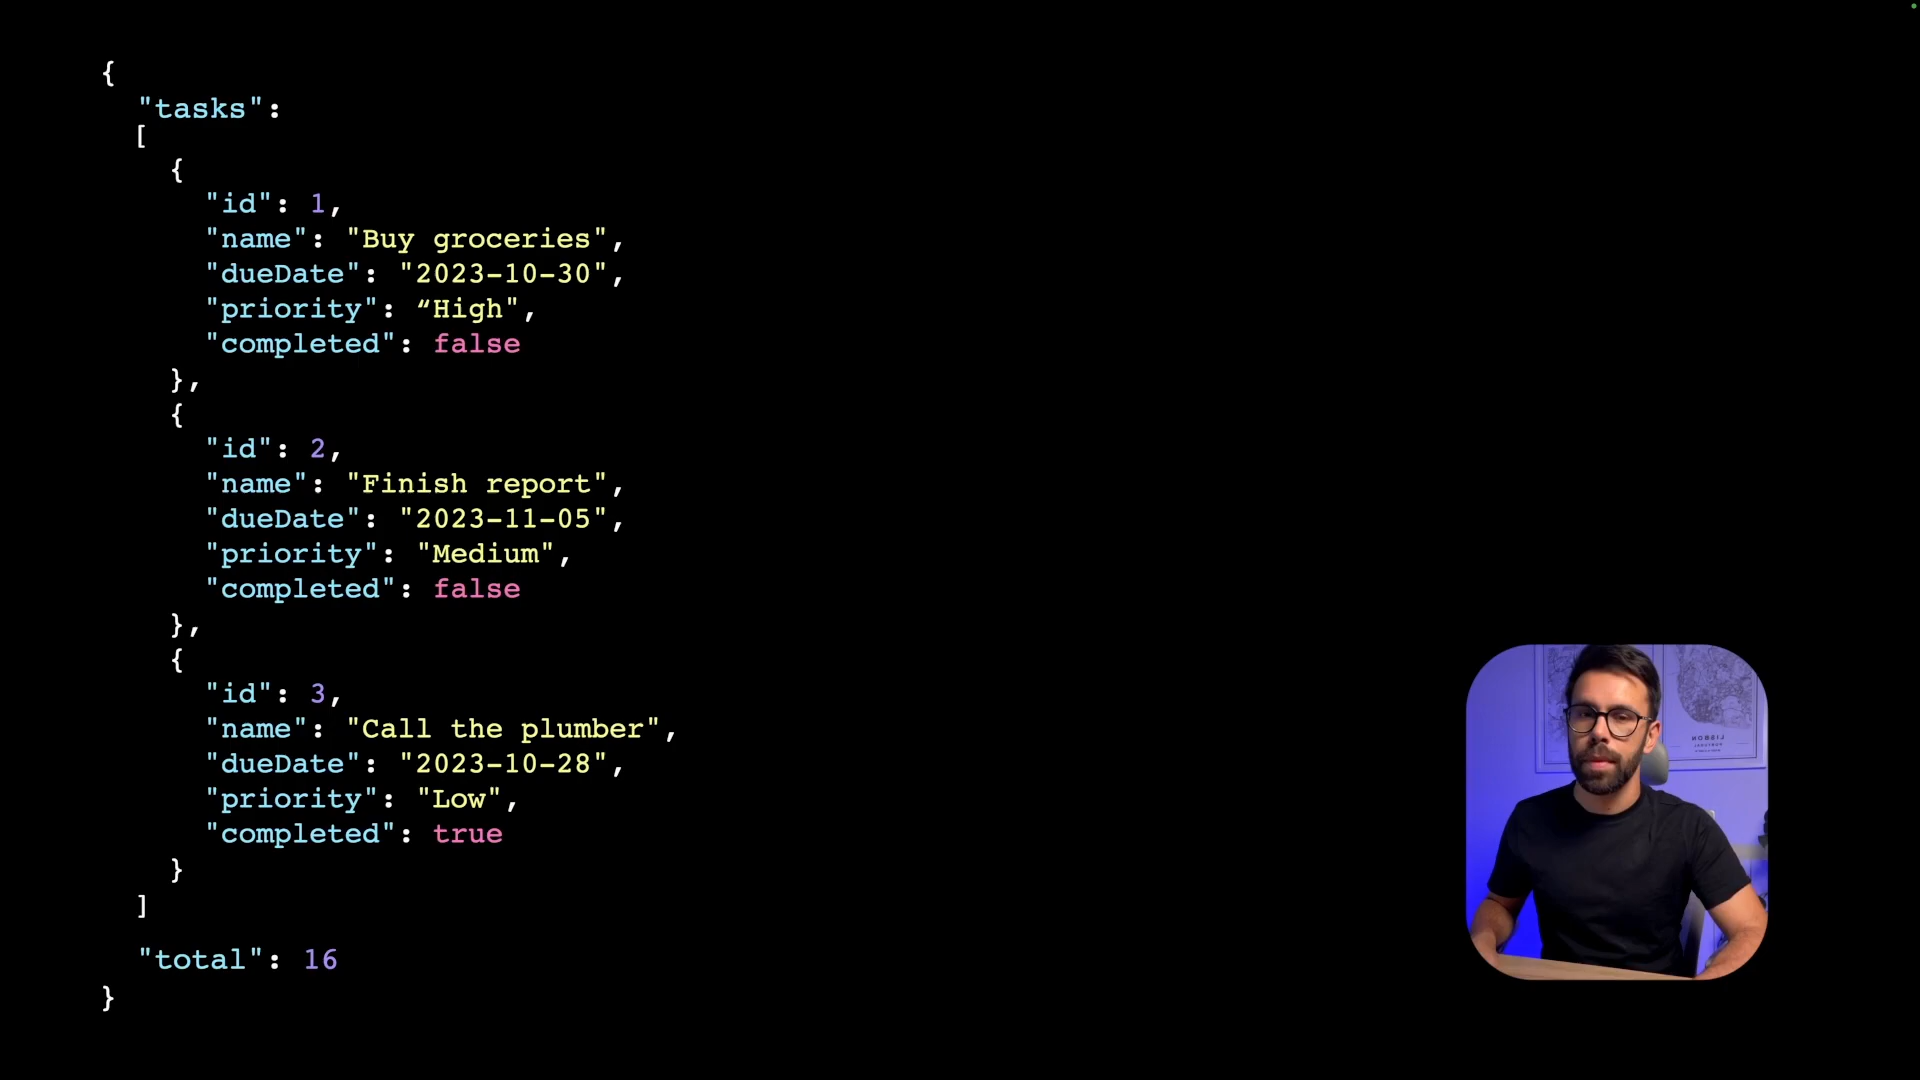 {
"tasks":
[
{
"id": 1,
"name": "Buy groceries",
"dueDate": "2023-10-30",
"priority": “High",
"completed": false
},
{
"id": 2,
"name": "Finish report",
"dueDate": "2023-11-05",
"priority": "Medium",
"completed": false
},
{
"id": 3,
"name": "Call the plumber",
"dueDate": "2023-10-28",
"priority": "Low",
"completed": true
}
]
"total": 16
}
LISBON